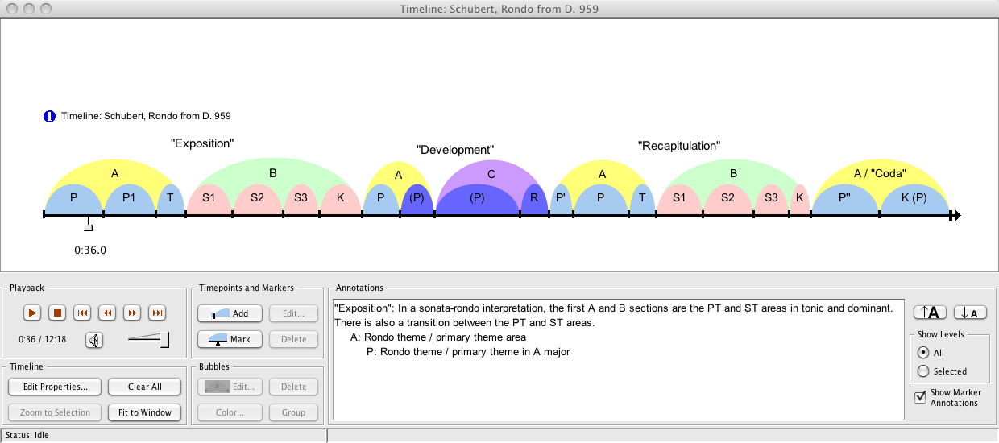 Timeline: Schubert, Rondo from D. 959
Timeline: Schubert, Rondo from D. 959
"Exposition" "Development" "Recapitulation"
A B A C A B A / "Coda"
P P1 T S1 S2 S3 K P (P) (P) R P' P T S1 S2 S3 K P'' K (P)
0:36.0
Playback
0:36 / 12:18
Timeline
Edit Properties... Clear All
Zoom to Selection Fit to Window
Timepoints and Markers
Add Edit...
Mark Delete
Bubbles
a Edit... Delete
Color... Group
Annotations
"Exposition": In a sonata-rondo interpretation, the first A and B sections are the PT and ST areas in tonic and dominant.
There is also a transition between the PT and ST areas.
A: Rondo theme / primary theme area
P: Rondo theme / primary theme in A major
A A
Show Levels
All
Selected
Show Marker
Annotations
Status: Idle